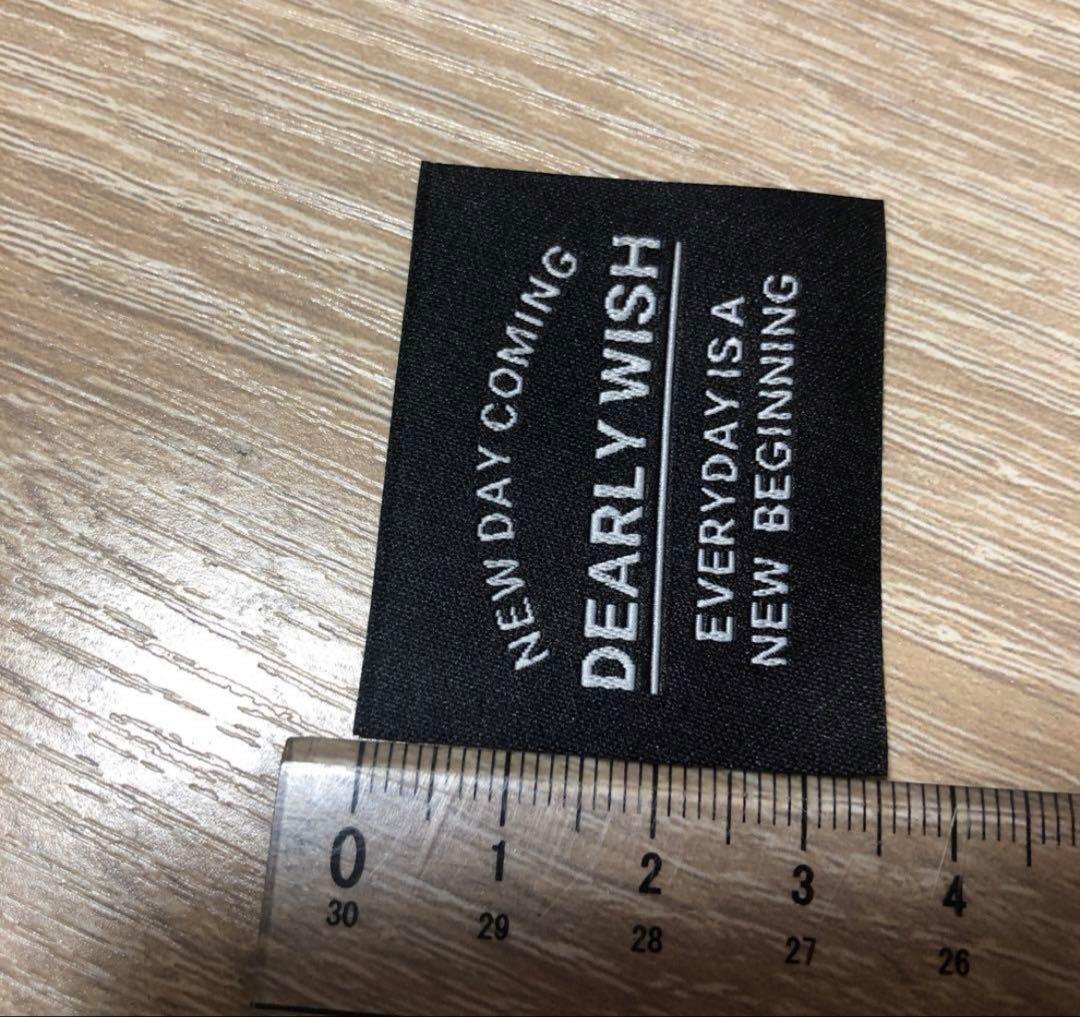 NEW DAY COMING
DEARLY WISH
EVERYDAY IS A
NEW BEGINNING
0 1 2 3 4
30 29 28 27 26